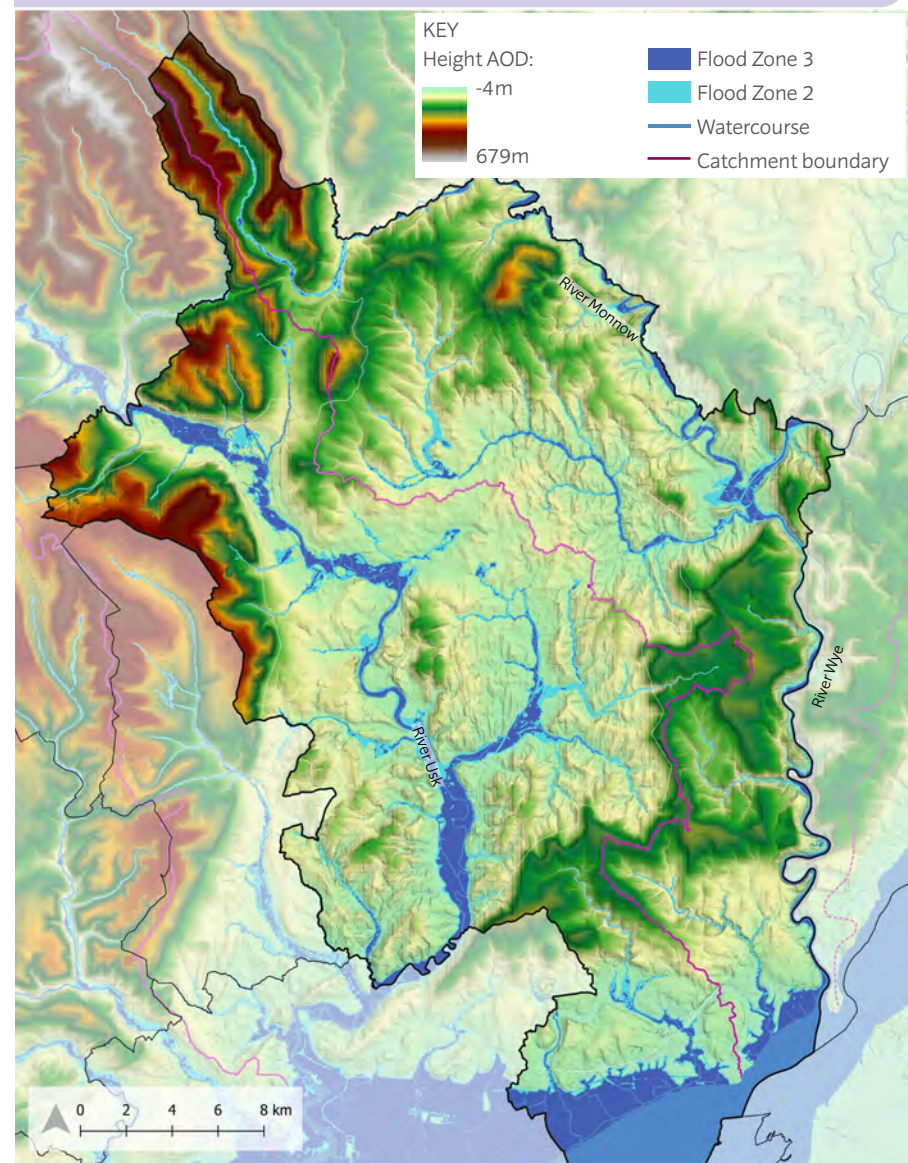 KEY
Height AOD:
-4m
679m
Flood Zone 3
Flood Zone 2
Watercourse
Catchment boundary
River Monnow
River Wye
River Usk
0 2 4 6 8 km